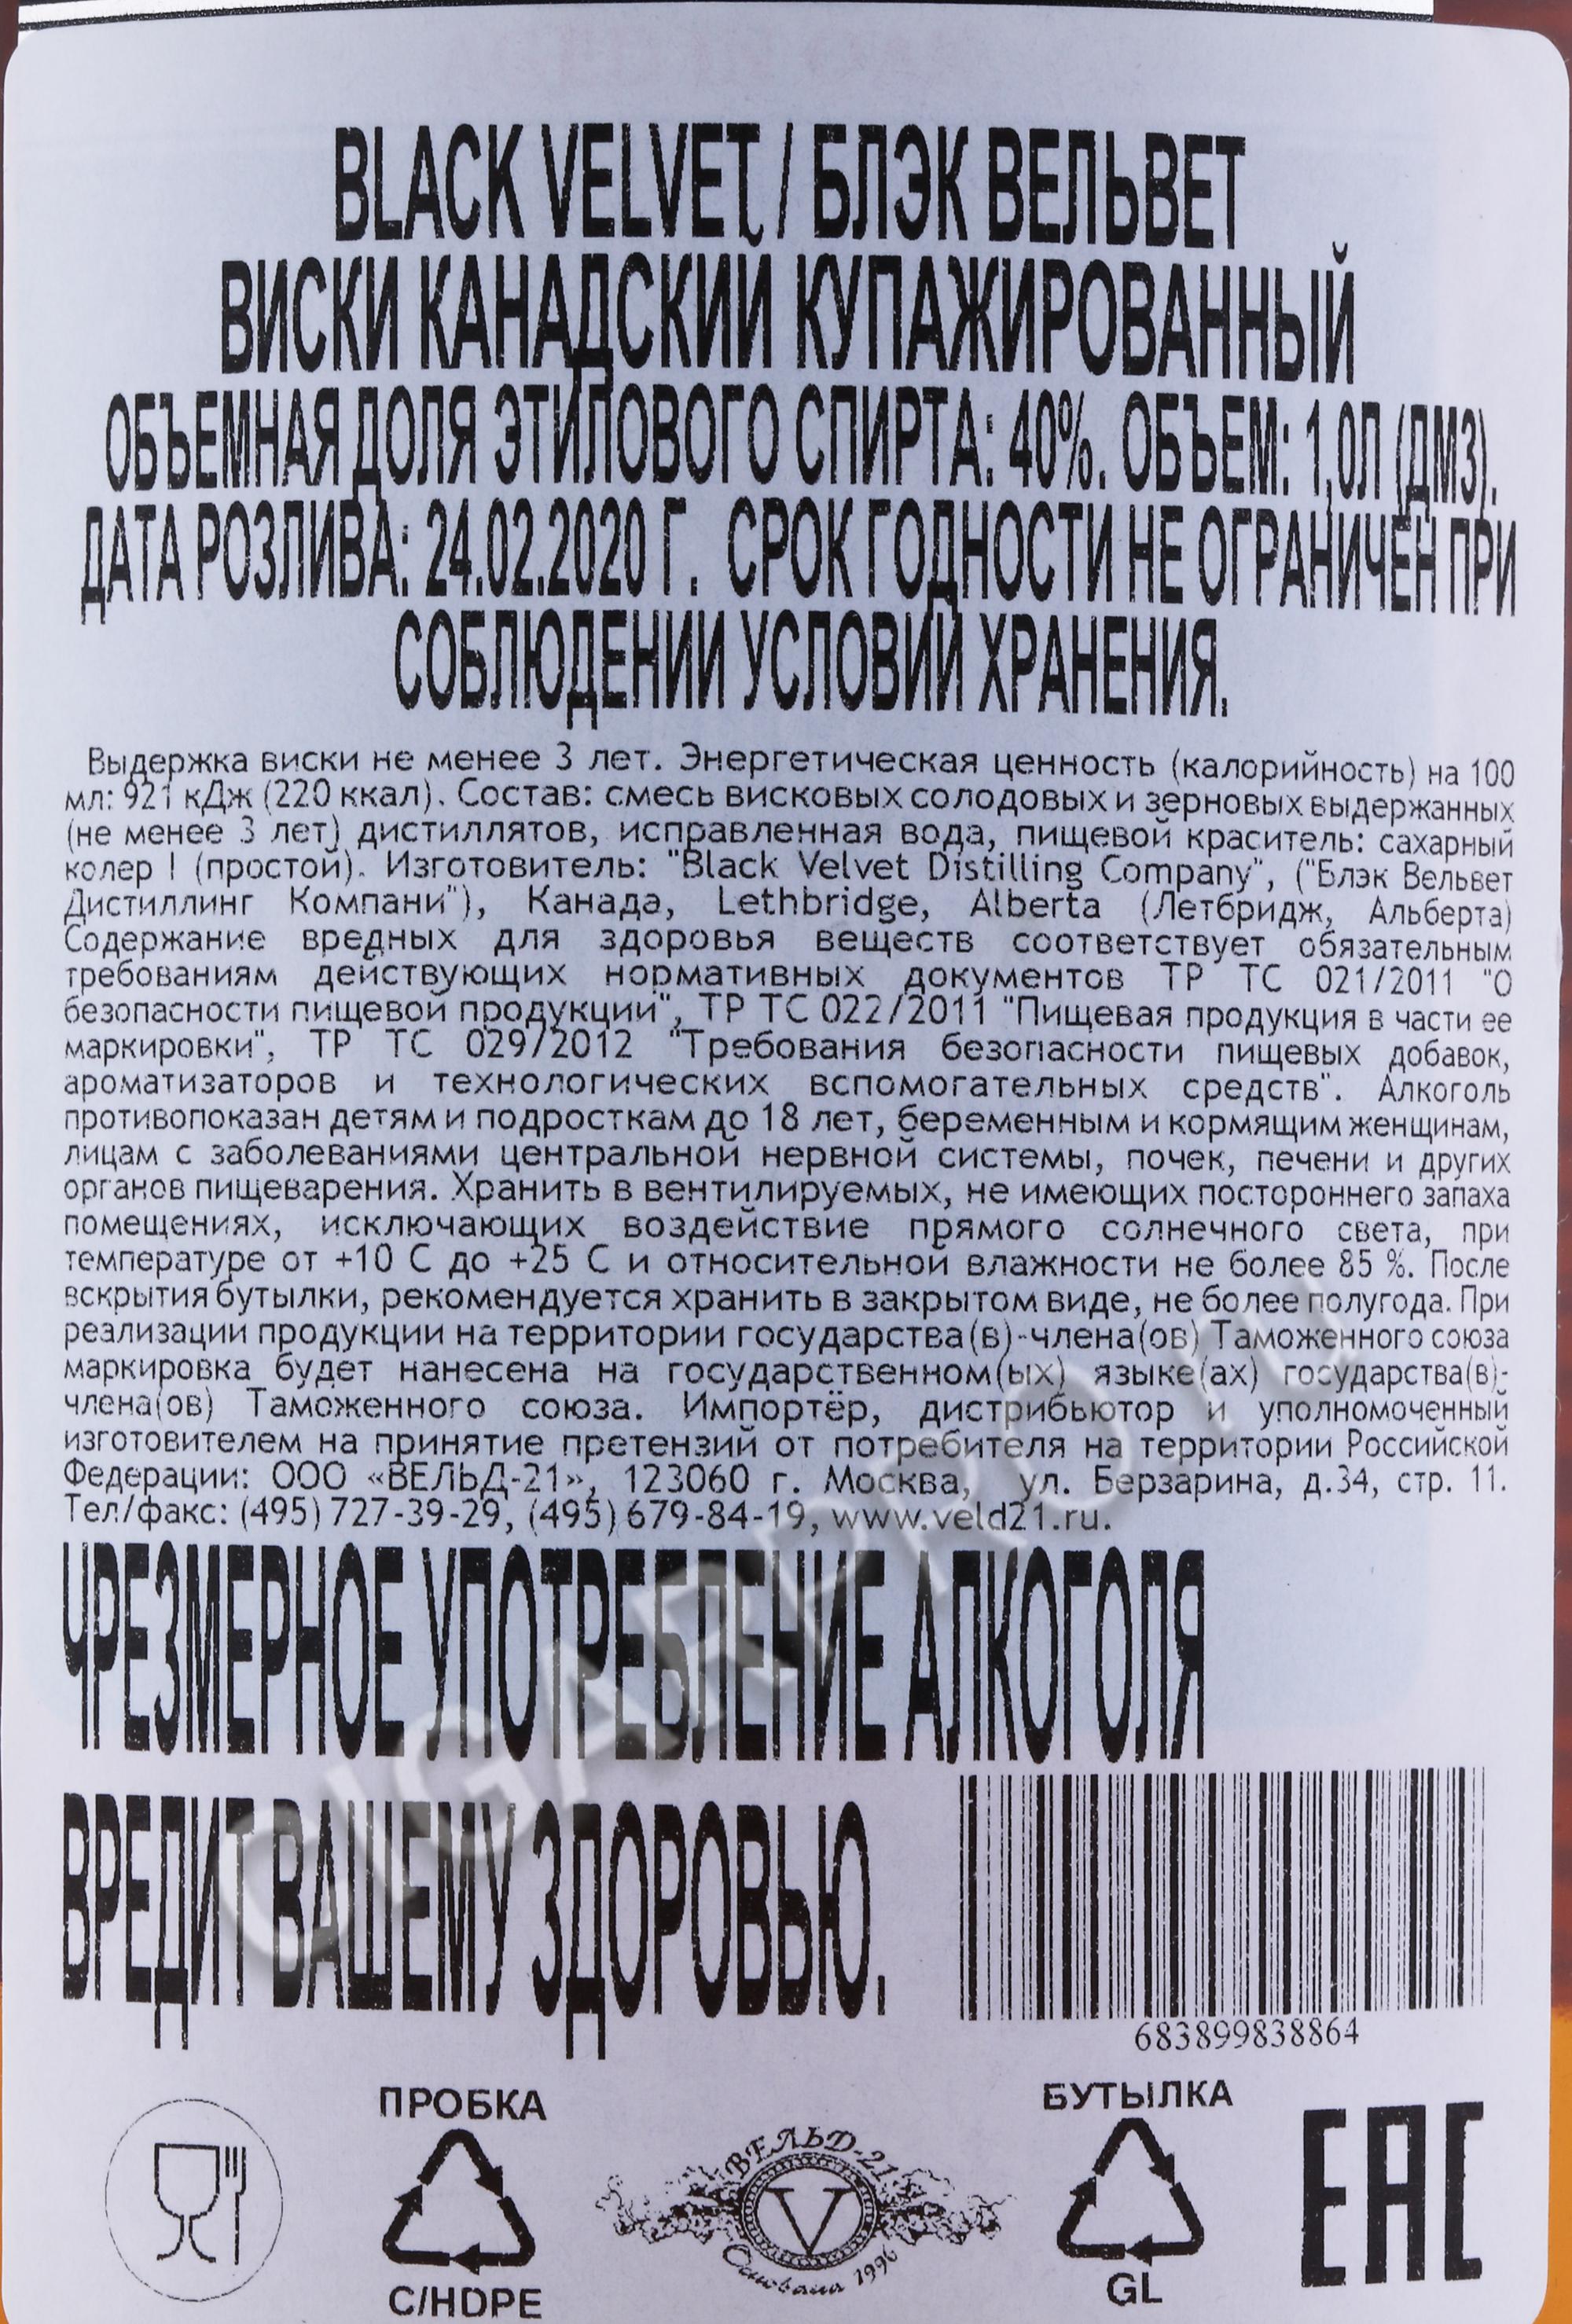 BLACK VELVET / БЛЭК ВЕЛЬВЕТ
ВИСКИ КАНАДСКИЙ КУПАЖИРОВАННЫЙ
ОБЪЕМНАЯ ДОЛЯ ЭТИЛОВОГО СПИРТА: 40%. ОБЪЕМ: 1,0Л (ДМ3).
ДАТА РОЗЛИВА: 24.02.2020 Г. СРОК ГОДНОСТИ НЕ ОГРАНИЧЕН ПРИ
СОБЛЮДЕНИИ УСЛОВИЙ ХРАНЕНИЯ.
Выдержка виски не менее 3 лет. Энергетическая ценность (калорийность) на 100
мл: 921 кДж (220 ккал). Состав: смесь висковых солодовых и зерновых выдержанных
(не менее 3 лет) дистиллятов, исправленная вода, пищевой краситель: сахарный
колер I (простой). Изготовитель: "Black Velvet Distilling Company", ("Блэк Вельвет
Дистиллинг Компани"), Канада, Lethbridge, Alberta (Летбридж, Альберта)
Содержание вредных для здоровья веществ соответствует обязательным
требованиям действующих нормативных документов ТР ТС 021/2011 "О
безопасности пищевой продукции", ТР ТС 022/2011 "Пищевая продукция в части ее
маркировки", ТР ТС 029/2012 "Требования безопасности пищевых добавок,
ароматизаторов и технологических вспомогательных средств". Алкоголь
противопоказан детям и подросткам до 18 лет, беременным и кормящим женщинам,
лицам с заболеваниями центральной нервной системы, почек, печени и других
органов пищеварения. Хранить в вентилируемых, не имеющих постороннего запаха
помещениях, исключающих воздействие прямого солнечного света, при
температуре от +10 С до +25 С и относительной влажности не более 85 %. После
вскрытия бутылки, рекомендуется хранить в закрытом виде, не более полугода. При
реализации продукции на территории государства(в)-члена(ов) Таможенного союза
маркировка будет нанесена на государственном(ых) языке(ах) государства(в)-
члена(ов) Таможенного союза. Импортёр, дистрибьютор и уполномоченный
изготовителем на принятие претензий от потребителя на территории Российской
Федерации: ООО «ВЕЛЬД-21», 123060 г. Москва, ул. Берзарина, д.34, стр. 11.
Тел/факс: (495) 727-39-29, (495) 679-84-19, www.veld21.ru.
ЧРЕЗМЕРНОЕ УПОТРЕБЛЕНИЕ АЛКОГОЛЯ
ВРЕДИТ ВАШЕМУ ЗДОРОВЬЮ.
683899838864
CIGARPRO.ru
ПРОБКА
C/HDPE
ВЕЛЬД-21
V
Основана 1996
БУТЫЛКА
GL
EAC